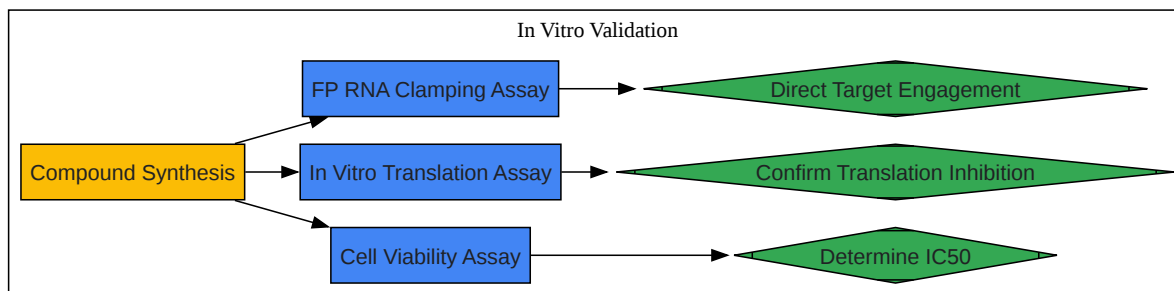 In Vitro Validation
FP RNA Clamping Assay
Direct Target Engagement
Compound Synthesis
In Vitro Translation Assay
Confirm Translation Inhibition
Cell Viability Assay
Determine IC50